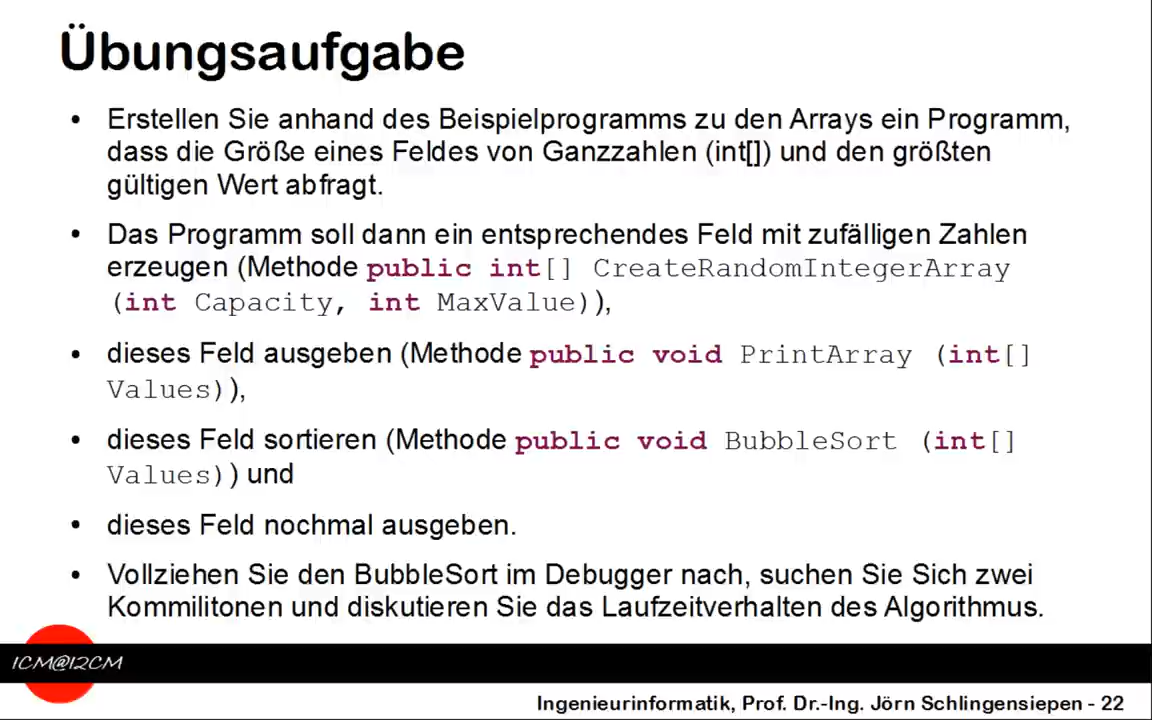 Übungsaufgabe
• Erstellen Sie anhand des Beispielprogramms zu den Arrays ein Programm,
dass die Größe eines Feldes von Ganzzahlen (int[]) und den größten
gültigen Wert abfragt.
• Das Programm soll dann ein entsprechendes Feld mit zufälligen Zahlen
erzeugen (Methode public int[] CreateRandomIntegerArray
(int Capacity, int MaxValue)),
• dieses Feld ausgeben (Methode public void PrintArray (int[]
Values)),
• dieses Feld sortieren (Methode public void BubbleSort (int[]
Values)) und
• dieses Feld nochmal ausgeben.
• Vollziehen Sie den BubbleSort im Debugger nach, suchen Sie Sich zwei
Kommilitonen und diskutieren Sie das Laufzeitverhalten des Algorithmus.
1CM@I2CM
Ingenieurinformatik, Prof. Dr.-Ing. Jörn Schlingensiepen - 22